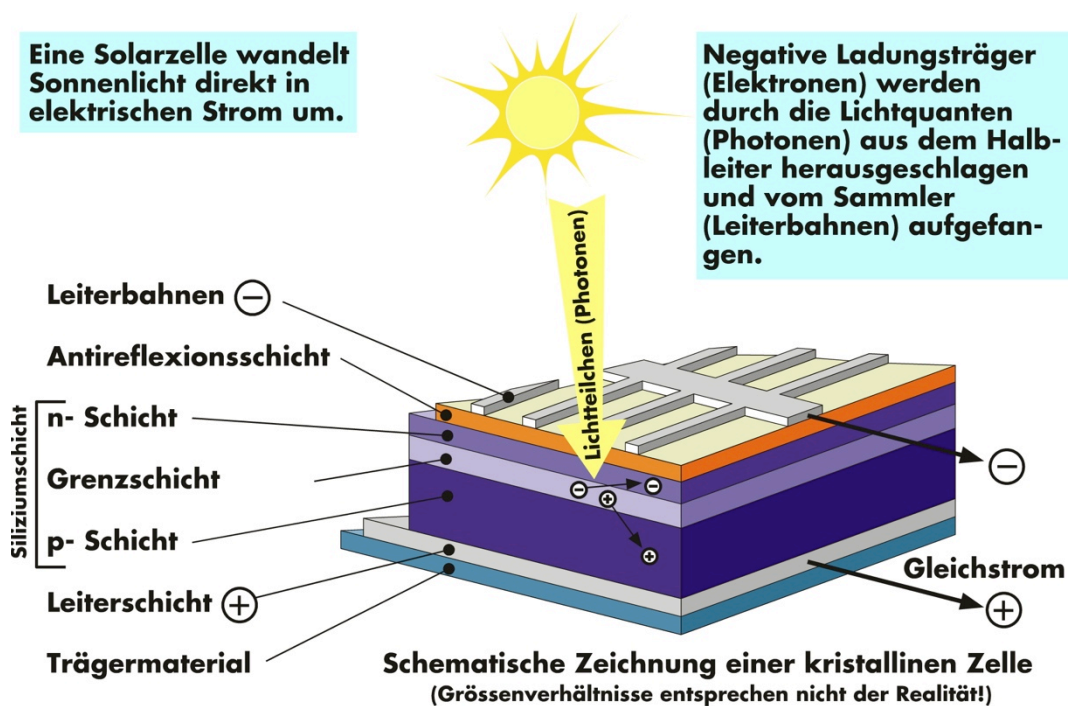 Eine Solarzelle wandelt
Sonnenlicht direkt in
elektrischen Strom um.
Negative Ladungsträger
(Elektronen) werden
durch die Lichtquanten
(Photonen) aus dem Halb-
leiter herausgeschlagen
und vom Sammler
(Leiterbahnen) aufgefan-
gen.
Lichtteilchen (Photonen)
Leiterbahnen −
Antireflexionsschicht
Siliziumschicht
n- Schicht
Grenzschicht
p- Schicht
Leiterschicht +
Trägermaterial
− + − +
−
Gleichstrom
+
Schematische Zeichnung einer kristallinen Zelle
(Grössenverhältnisse entsprechen nicht der Realität!)